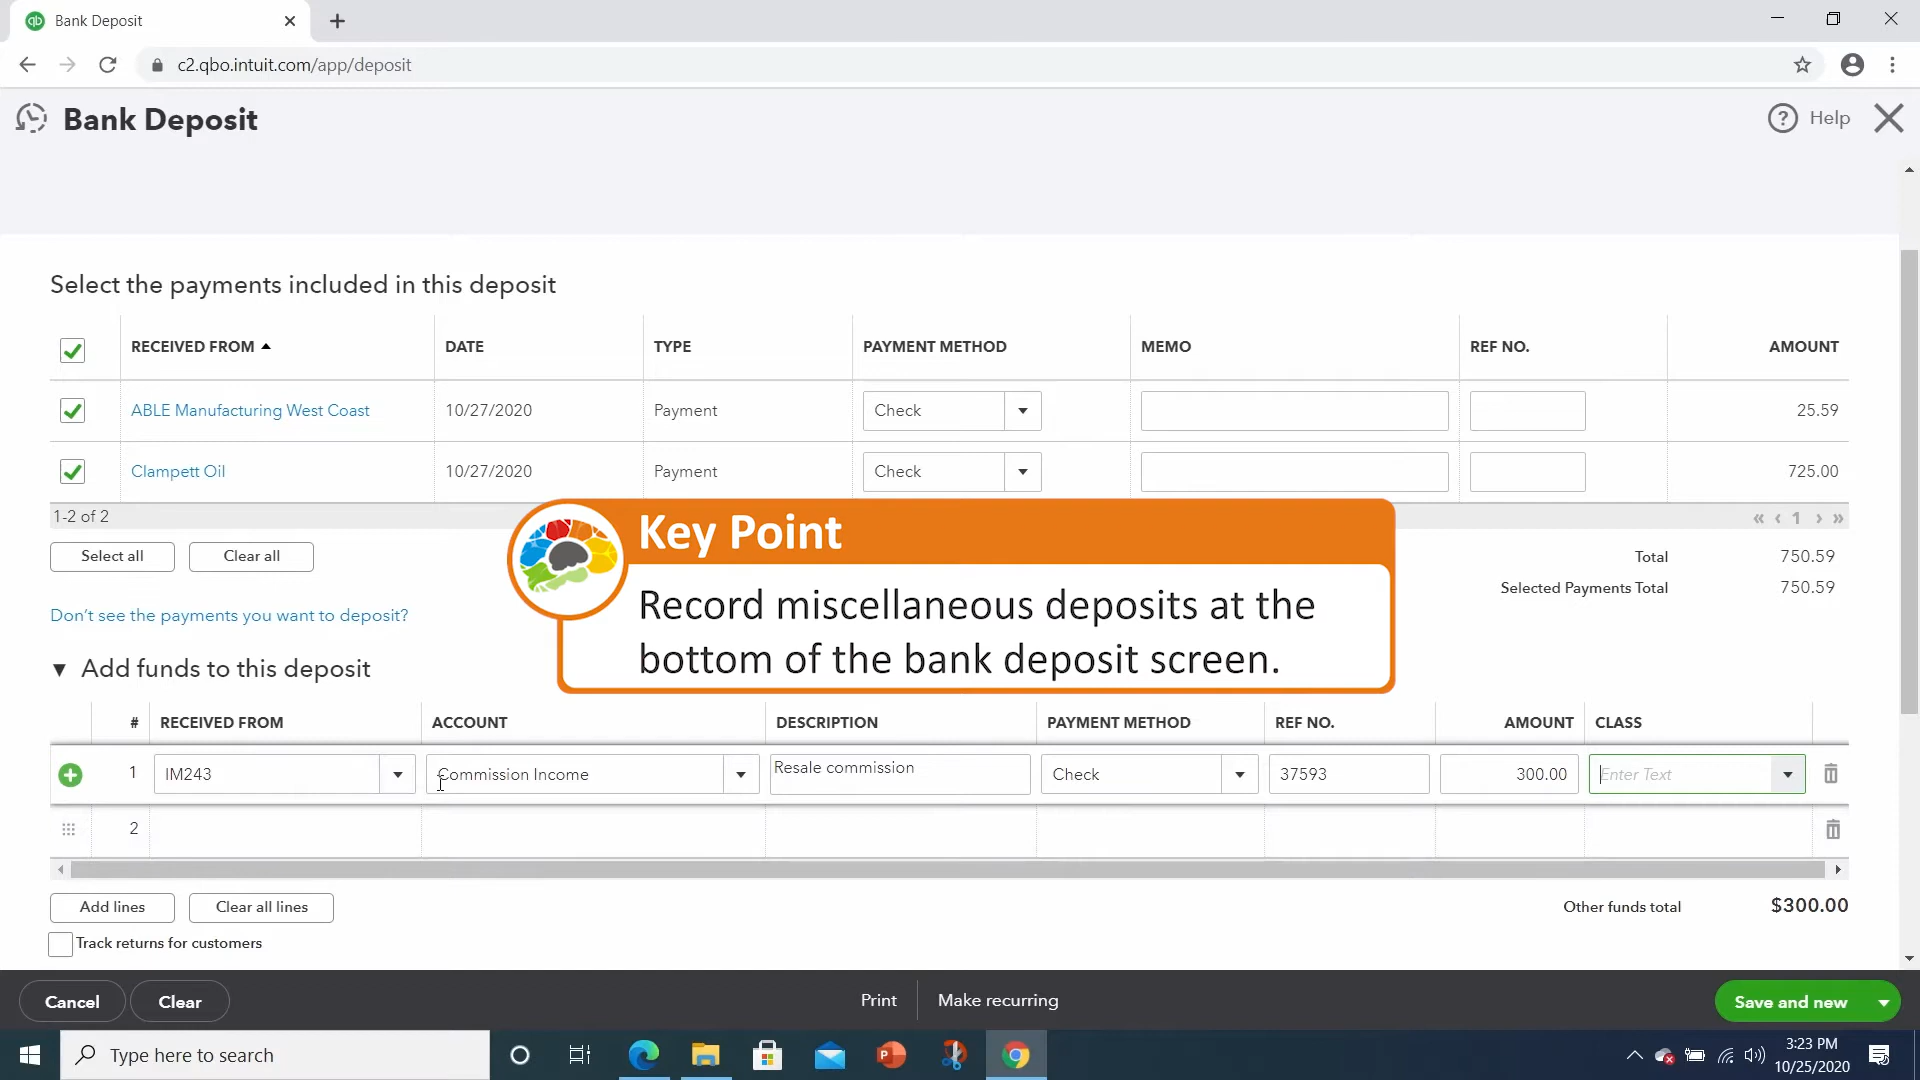 Bank Deposit
c2.qbo.intuit.com/app/deposit
Bank Deposit
Help
Select the payments included in this deposit
RECEIVED FROM DATE TYPE PAYMENT METHOD MEMO REF NO. AMOUNT
ABLE Manufacturing West Coast 10/27/2020 Payment Check 25.59
Clampett Oil 10/27/2020 Payment Check 725.00
1-2 of 2
« ‹ 1 › »
Select all Clear all
Total 750.59
Selected Payments Total 750.59
Key Point
Record miscellaneous deposits at the
bottom of the bank deposit screen.
Don't see the payments you want to deposit?
Add funds to this deposit
# RECEIVED FROM ACCOUNT DESCRIPTION PAYMENT METHOD REF NO. AMOUNT CLASS
1 IM243 Commission Income Resale commission Check 37593 300.00 Enter Text
2
Add lines Clear all lines
Other funds total $300.00
Track returns for customers
Cancel Clear Print Make recurring Save and new
Type here to search
3:23 PM
10/25/2020